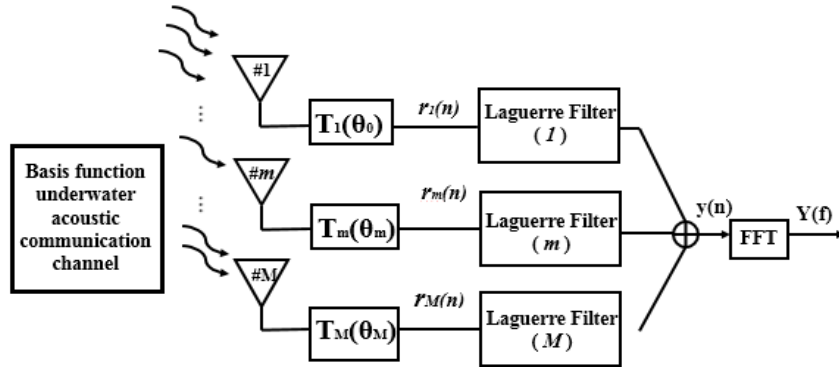 #1
T1(θ0)
r1(n)
Laguerre Filter
( 1 )
Basis function
underwater
acoustic
communication
channel
#m
Tm(θm)
rm(n)
Laguerre Filter
( m )
y(n)
FFT
Y(f)
#M
TM(θM)
rM(n)
Laguerre Filter
( M )